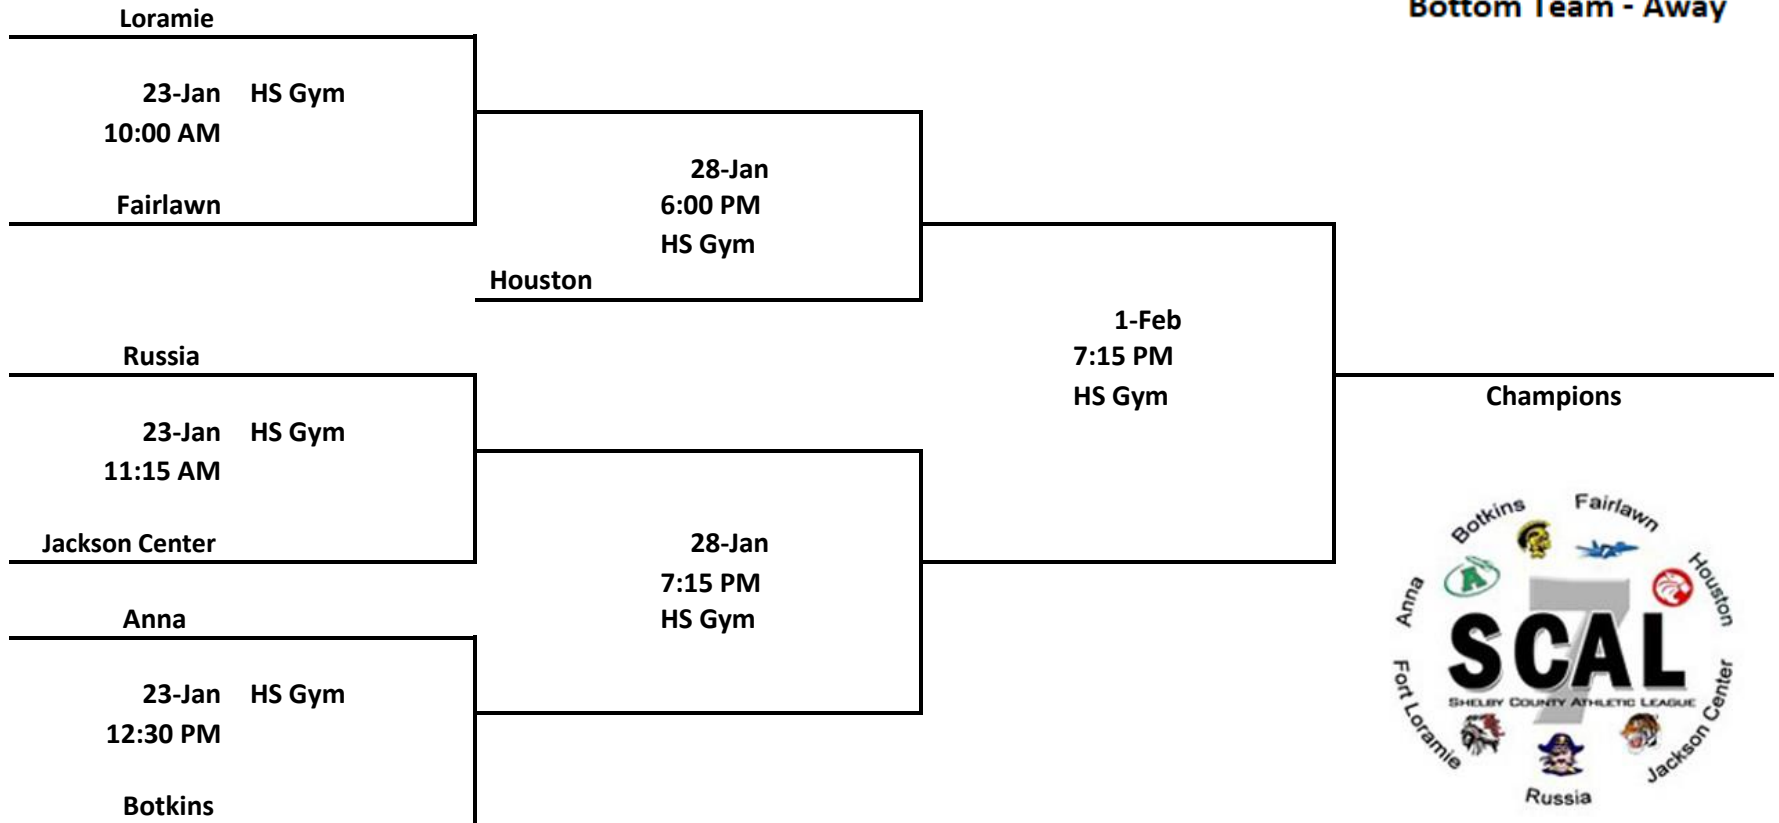 Bottom Team - Away
Loramie
23-Jan HS Gym
10:00 AM
28-Jan
Fairlawn
6:00 PM
HS Gym
Houston
1-Feb
Russia
7:15 PM
HS Gym
Champions
23-Jan HS Gym
11:15 AM
Jackson Center
28-Jan
7:15 PM
Anna
HS Gym
23-Jan HS Gym
12:30 PM
Botkins
Botkins
Fairlawn
Anna
A
Houston
7
SCAL
SHELBY COUNTY ATHLETIC LEAGUE
Fort Loramie
Jackson Center
Russia